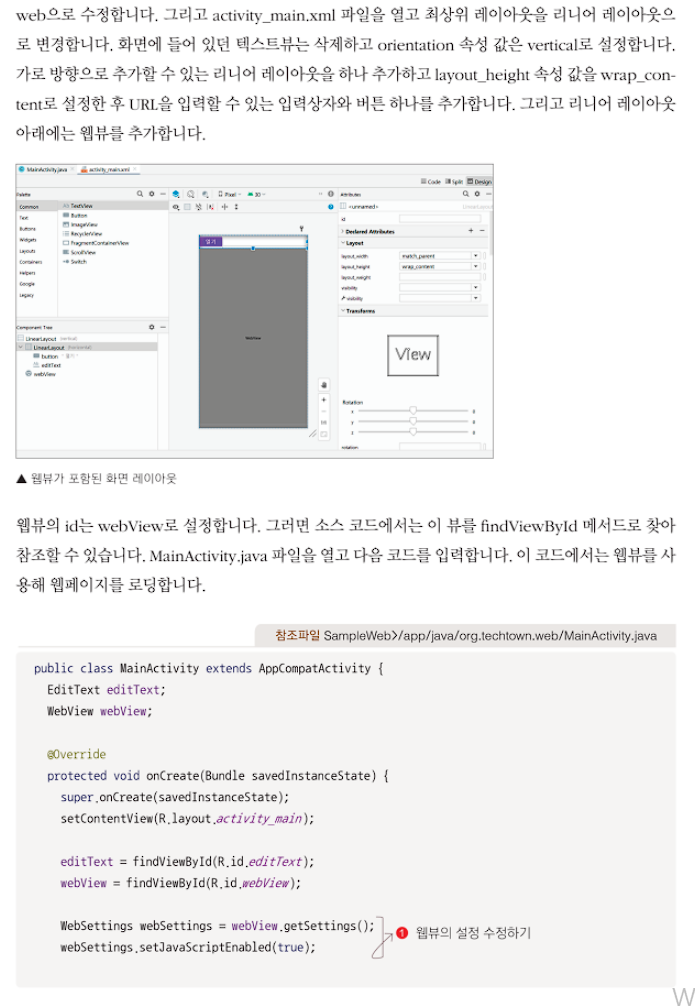 web으로 수정합니다. 그리고 activity_main.xml 파일을 열고 최상위 레이아웃을 리니어 레이아웃으
로 변경합니다. 화면에 들어 있던 텍스트뷰는 삭제하고 orientation 속성 값은 vertical로 설정합니다.
가로 방향으로 추가할 수 있는 리니어 레이아웃을 하나 추가하고 layout_height 속성 값을 wrap_con-
tent로 설정한 후 URL을 입력할 수 있는 입력상자와 버튼 하나를 추가합니다. 그리고 리니어 레이아웃
아래에는 웹뷰를 추가합니다.
MainActivity.java activity_main.xml
Code Split Design
Palette Pixel 30 Attributes
Common TextView <unnamed> LinearLayout
Text Button id
Buttons ImageView
Widgets RecyclerView Declared Attributes
Layouts FragmentContainerView Layout
Containers ScrollView layout_width match_parent
Helpers Switch layout_height wrap_content
Google layout_weight
Legacy visibility
visibility
Transforms
열기
WebView
View
Component Tree
LinearLayout (vertical)
LinearLayout (horizontal)
button "열기"
editText
webView
Rotation
x 0
y 0
z 0
rotation
▲ 웹뷰가 포함된 화면 레이아웃
웹뷰의 id는 webView로 설정합니다. 그러면 소스 코드에서는 이 뷰를 findViewById 메서드로 찾아
참조할 수 있습니다. MainActivity.java 파일을 열고 다음 코드를 입력합니다. 이 코드에서는 웹뷰를 사
용해 웹페이지를 로딩합니다.
참조파일 SampleWeb>/app/java/org.techtown.web/MainActivity.java
public class MainActivity extends AppCompatActivity {
EditText editText;
WebView webView;
@Override
protected void onCreate(Bundle savedInstanceState) {
super.onCreate(savedInstanceState);
setContentView(R.layout.activity_main);
editText = findViewById(R.id.editText);
webView = findViewById(R.id.webView);
WebSettings webSettings = webView.getSettings();
webSettings.setJavaScriptEnabled(true);
❶ 웹뷰의 설정 수정하기
W